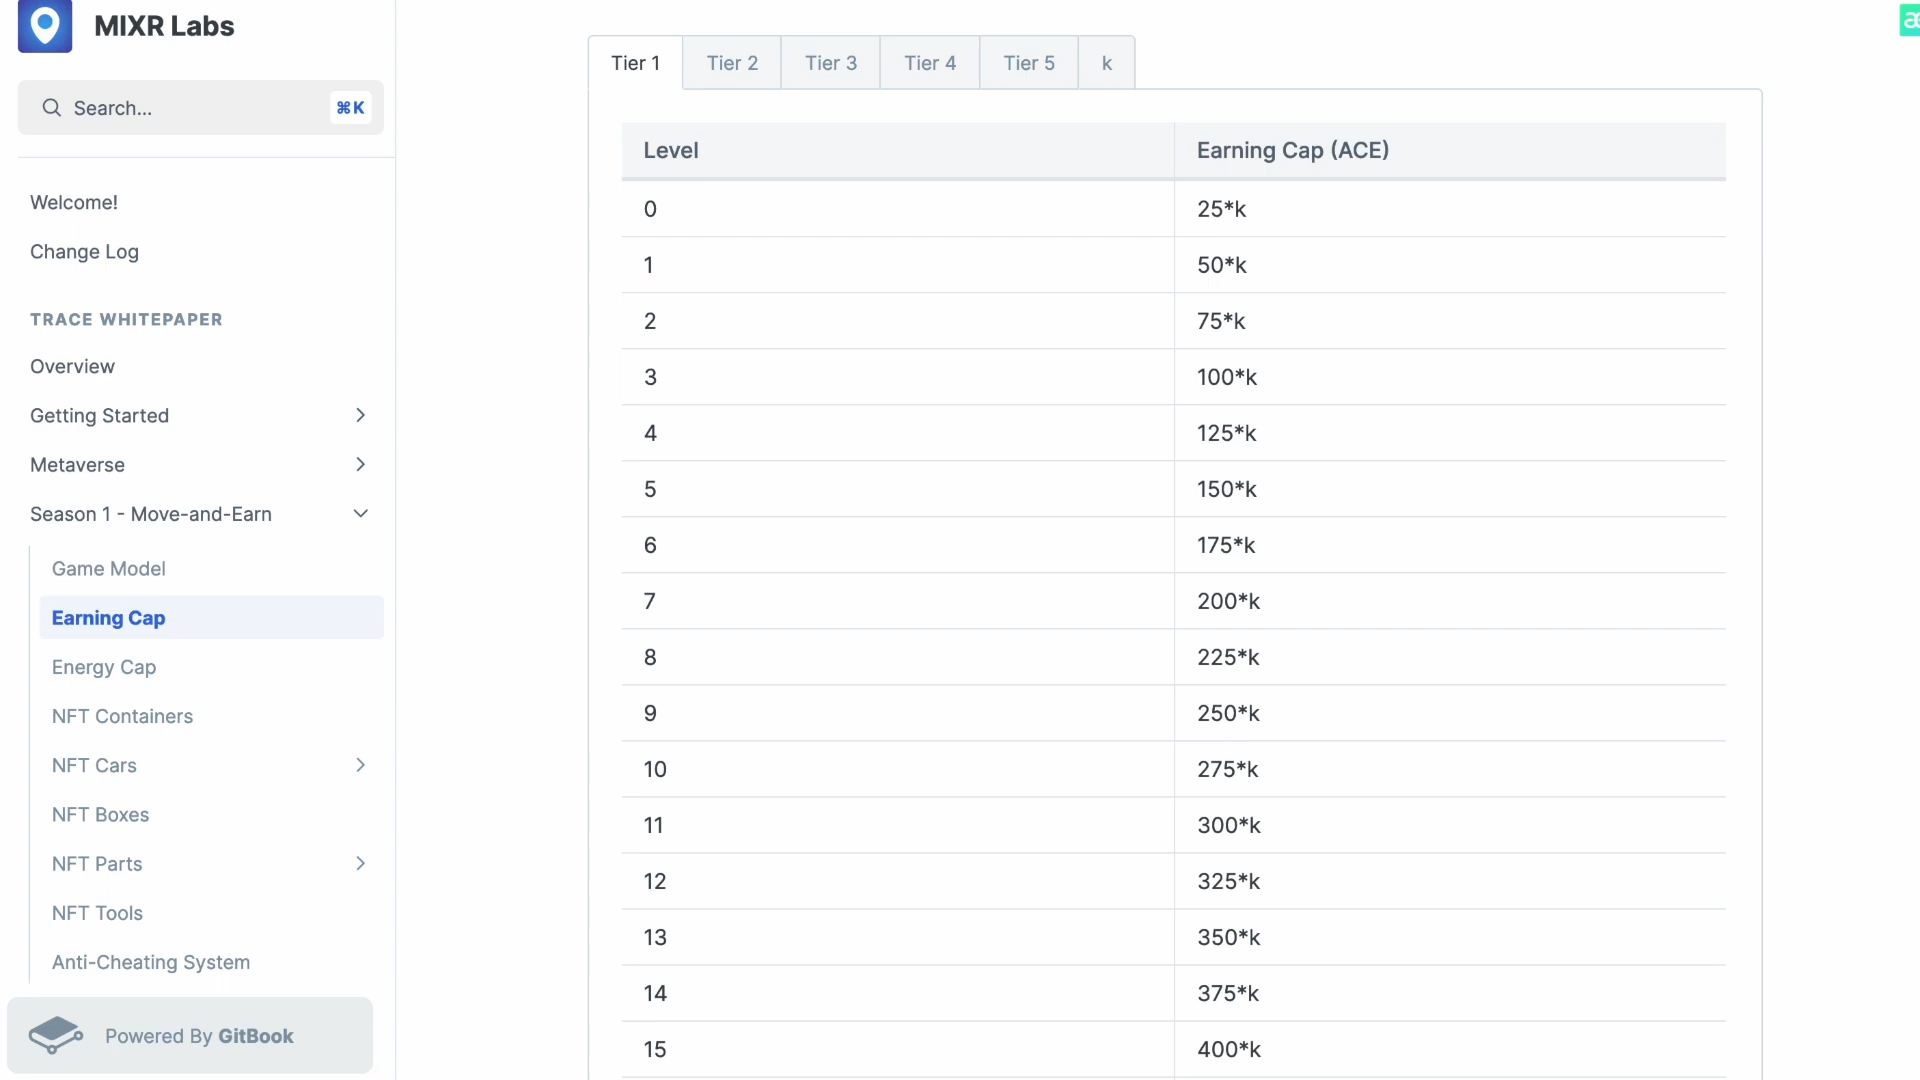 MIXR Labs
Search...
⌘K
Welcome!
Change Log
TRACE WHITEPAPER
Overview
Getting Started
Metaverse
Season 1 - Move-and-Earn
Game Model
Earning Cap
Energy Cap
NFT Containers
NFT Cars
NFT Boxes
NFT Parts
NFT Tools
Anti-Cheating System
Powered By GitBook
Tier 1 Tier 2 Tier 3 Tier 4 Tier 5 k
Level Earning Cap (ACE)
0 25*k
1 50*k
2 75*k
3 100*k
4 125*k
5 150*k
6 175*k
7 200*k
8 225*k
9 250*k
10 275*k
11 300*k
12 325*k
13 350*k
14 375*k
15 400*k